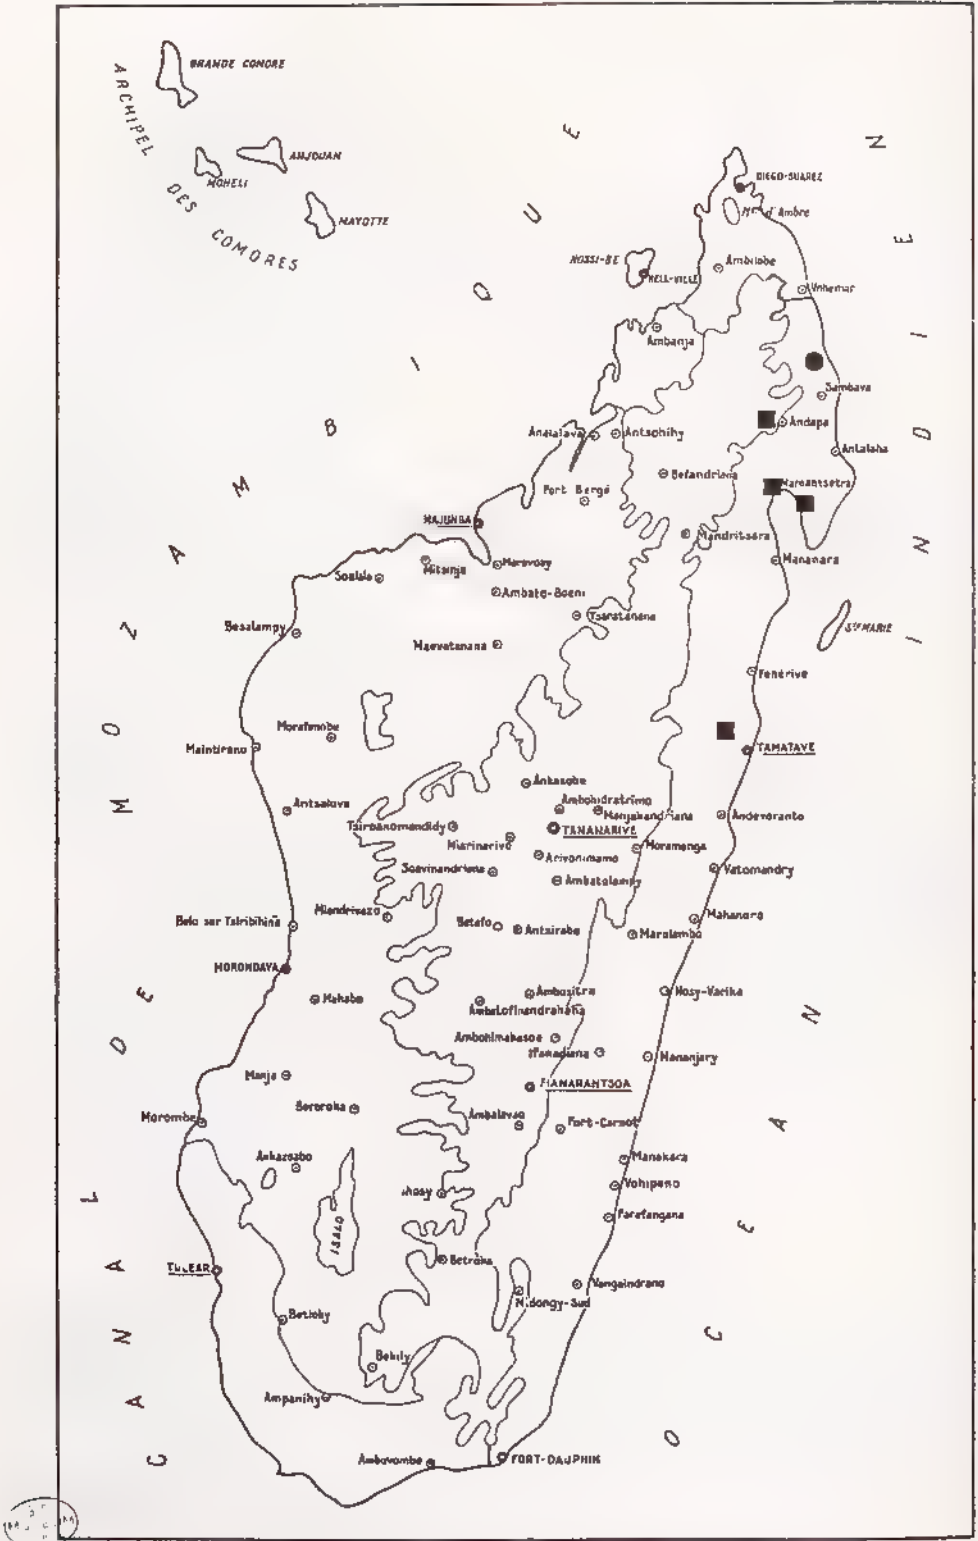 GRANDE COMORE
ARCHIPEL DES COMORES
ANJOUAN
MOHELI
MAYOTTE
CANAL DE MOZAMBIQUE
OCEAN INDIEN
DIEGO-SUAREZ
Mgne d'Ambre
NOSSI-BE
HELL-VILLE
Ambilobe
Vohemar
Ambanja
Sambava
Andapa
Analalava
Antsohihy
Antalaha
Befandriana
Port Bergé
Maroantsetra
MAJUNGA
Mandritsara
Mananara
Soalala
Mitsinjo
Marovoay
Ambato-Boeni
Tsaratanana
Besalampy
Ste MARIE
Maevatanana
Fenerive
Morafenobe
Maintirano
TAMATAVE
Ankazobe
Antsalova
Ambohidratrimo
Manjakandriana
Andevoranto
Tsiroanomandidy
TANANARIVE
Miarinarivo
Moramanga
Arivonimamo
Soavinandriana
Ambatolampy
Vatomandry
Miandrivazo
Mahanoro
Belo sur Tsiribihina
Betafo
Antsirabe
Marolambo
MORONDAVA
Mahabo
Ambositra
Nosy-Varika
Ambatofinandrahana
Ambohimahasoa
Ifanadiana
Mananjary
Manja
FIANARANTSOA
Beroroka
Morombe
Ambalavao
Fort-Carnot
Ankazoabo
Manakara
Vohipeno
Ihosy
Farafangana
ISALO
Betroka
TULEAR
Vangaindrano
Midongy-Sud
Betioky
Bekily
Ampanihy
Ambovombe
FORT-DAUPHIN